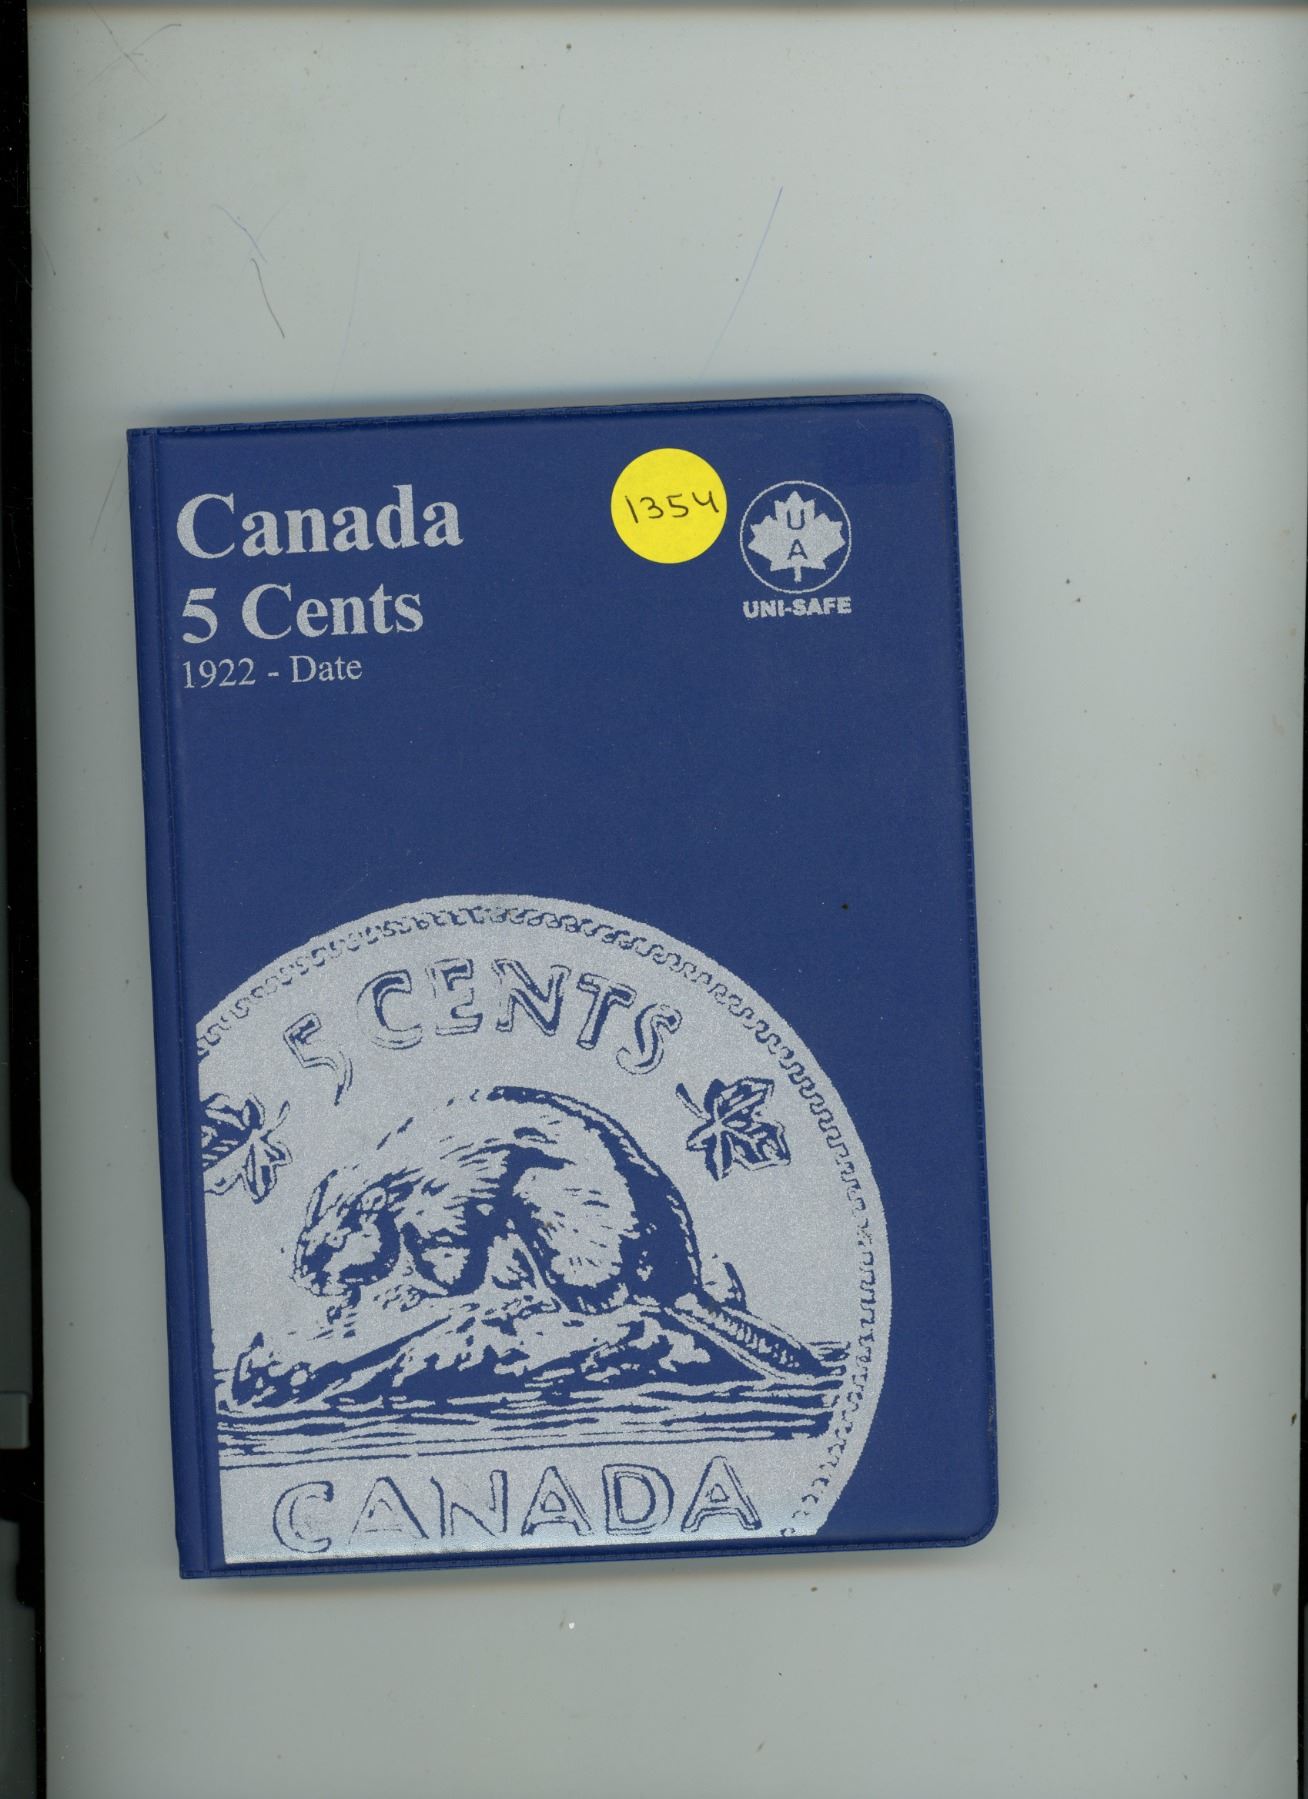 Canada
5 Cents
1922 - Date
1354
U
A
UNI-SAFE
5 CENTS
CANADA